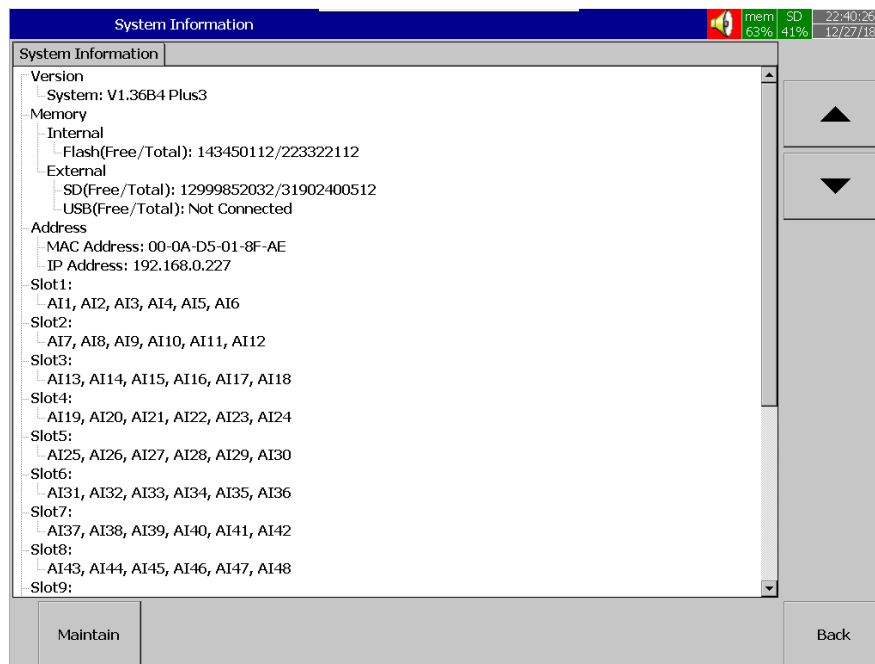 System Information
mem
63%
SD
41%
22:40:26
12/27/18
System Information
Version
System: V1.36B4 Plus3
Memory
Internal
Flash(Free/Total): 143450112/223322112
External
SD(Free/Total): 12999852032/31902400512
USB(Free/Total): Not Connected
Address
MAC Address: 00-0A-D5-01-8F-AE
IP Address: 192.168.0.227
Slot1:
AI1, AI2, AI3, AI4, AI5, AI6
Slot2:
AI7, AI8, AI9, AI10, AI11, AI12
Slot3:
AI13, AI14, AI15, AI16, AI17, AI18
Slot4:
AI19, AI20, AI21, AI22, AI23, AI24
Slot5:
AI25, AI26, AI27, AI28, AI29, AI30
Slot6:
AI31, AI32, AI33, AI34, AI35, AI36
Slot7:
AI37, AI38, AI39, AI40, AI41, AI42
Slot8:
AI43, AI44, AI45, AI46, AI47, AI48
Slot9:
Maintain
Back